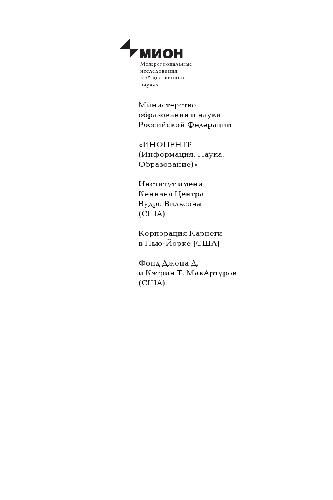 МИОН
Межрегиональные
исследования
в общественных
науках
Министерство
образования и науки
Российской Федерации
«ИНОЦЕНТР
(Информация. Наука.
Образование)»
Институт имени
Кеннана Центра
Вудро Вильсона
(США)
Корпорация Карнеги
в Нью-Йорке (США)
Фонд Джона Д.
и Кэтрин Т. МакАртуров
(США)